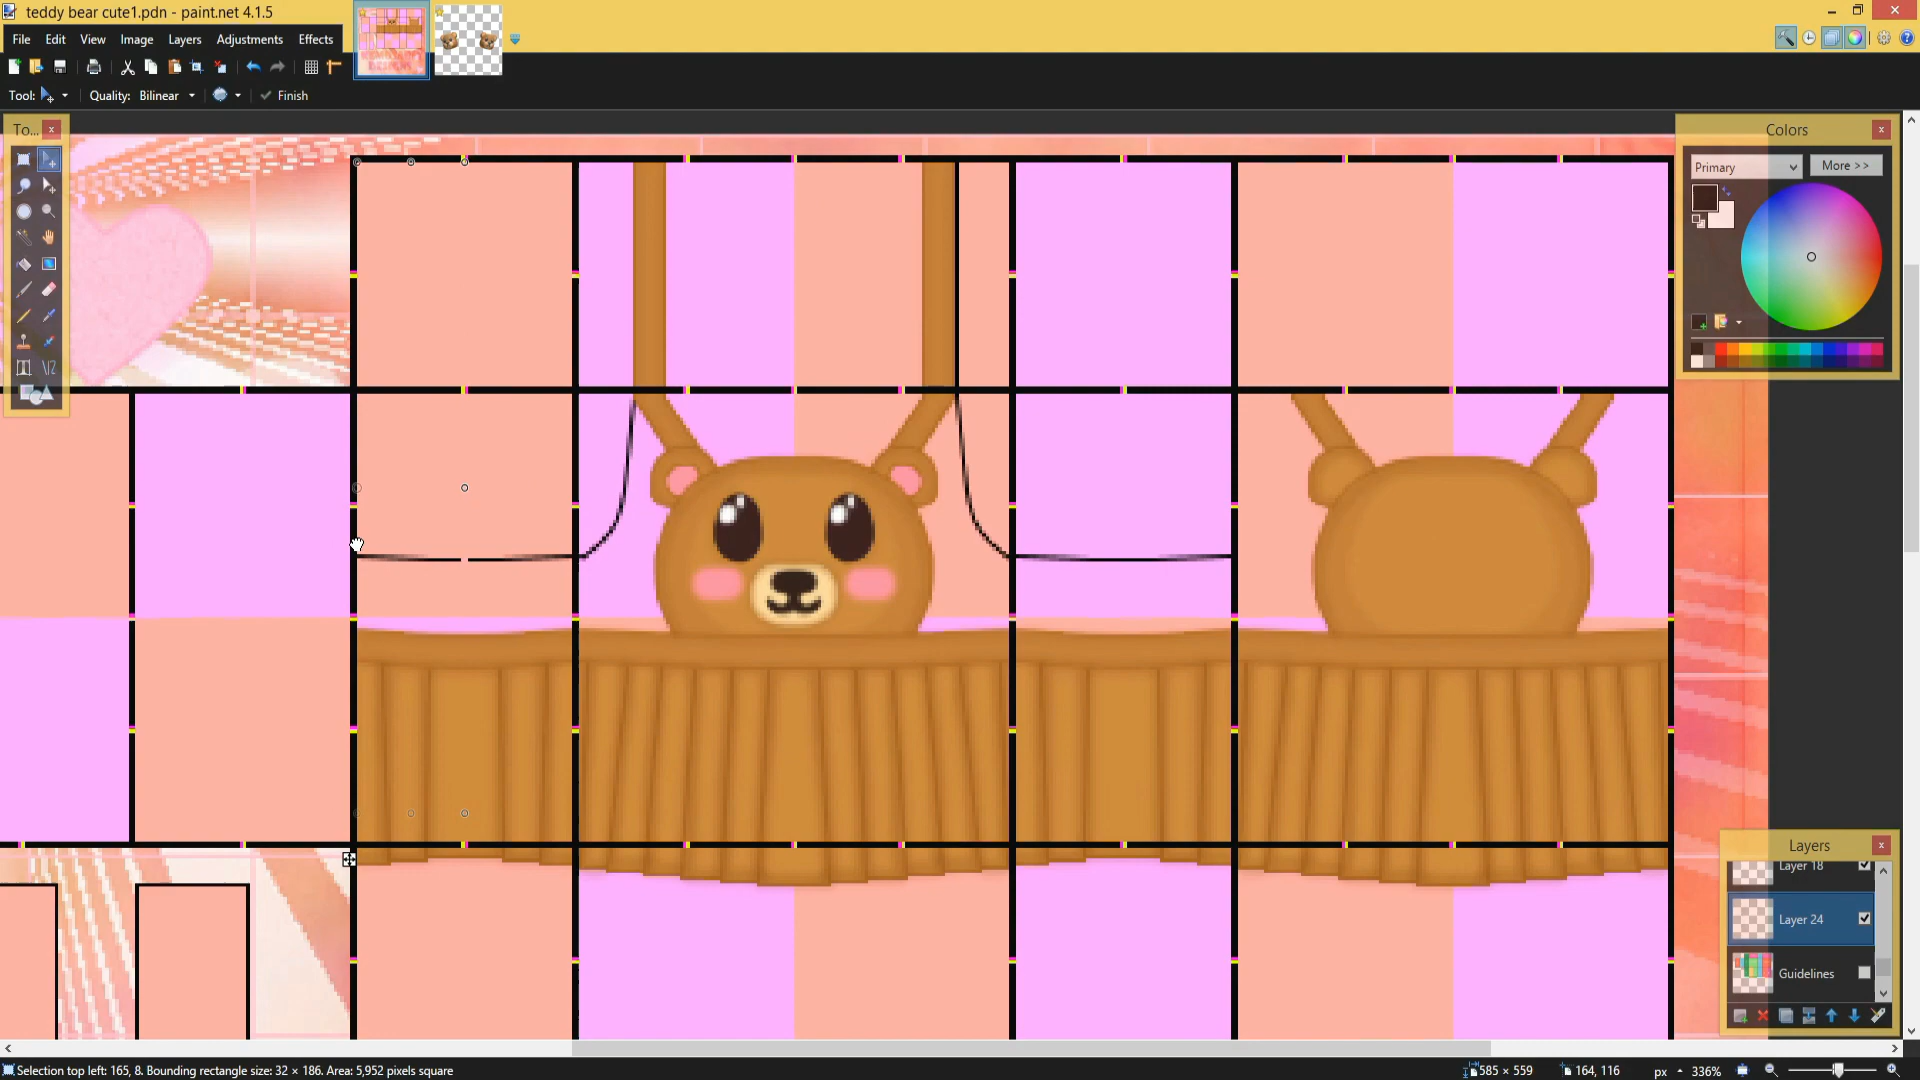 teddy bear cute1.pdn - paint.net 4.1.5
File Edit View Image Layers Adjustments Effects
Tool: Quality: Bilinear Finish
To...
Colors
Primary More >>
Layers
Layer 18
Layer 24
Guidelines
Selection top left: 165, 8. Bounding rectangle size: 32 × 186. Area: 5,952 pixels square 585 × 559 164, 116 px 336%